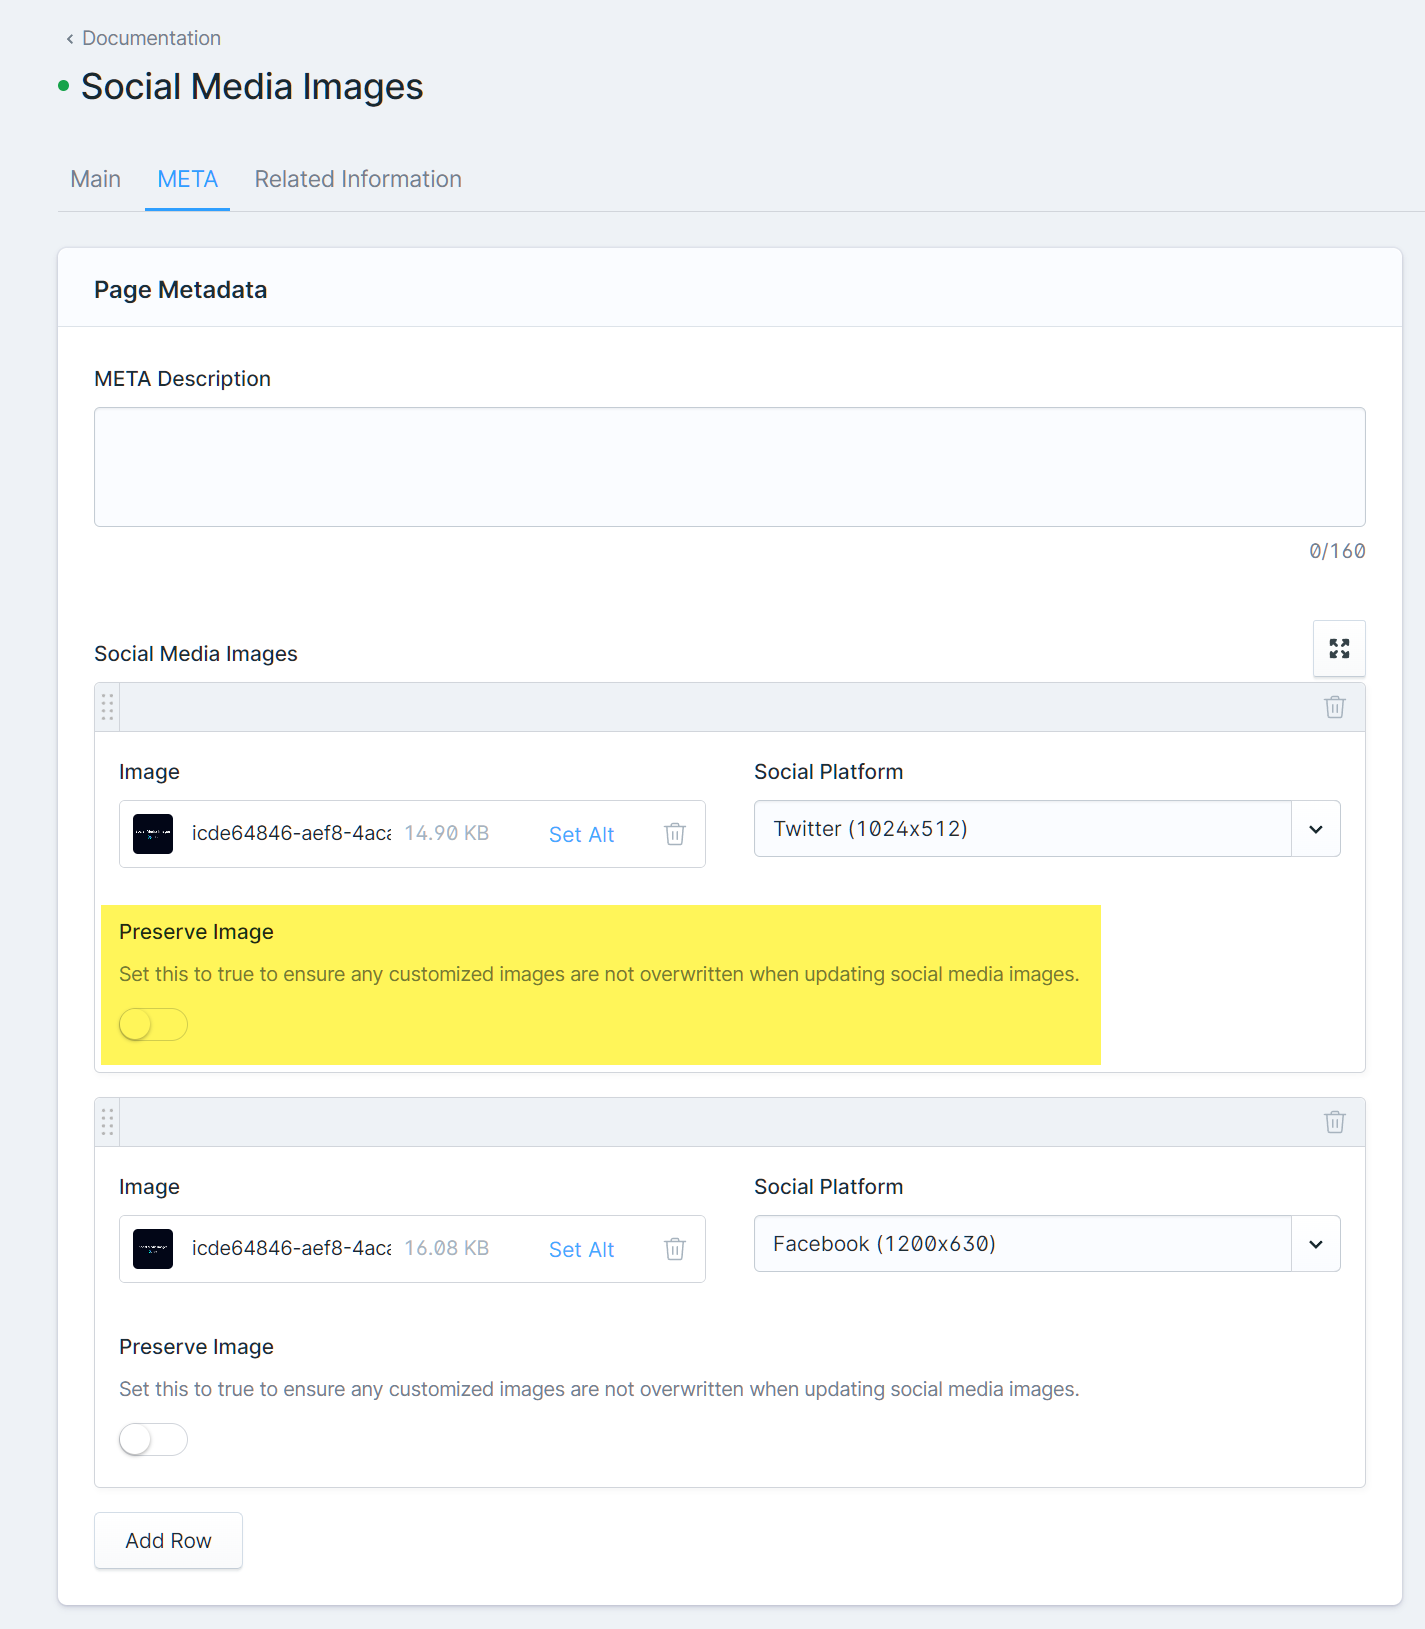 Documentation
Social Media Images
Main META Related Information
Page Metadata
META Description
0/160
Social Media Images
Image Social Platform
icde64846-aef8-4aca 14.90 KB Set Alt Twitter (1024x512)
Preserve Image
Set this to true to ensure any customized images are not overwritten when updating social media images.
Image Social Platform
icde64846-aef8-4aca 16.08 KB Set Alt Facebook (1200x630)
Preserve Image
Set this to true to ensure any customized images are not overwritten when updating social media images.
Add Row